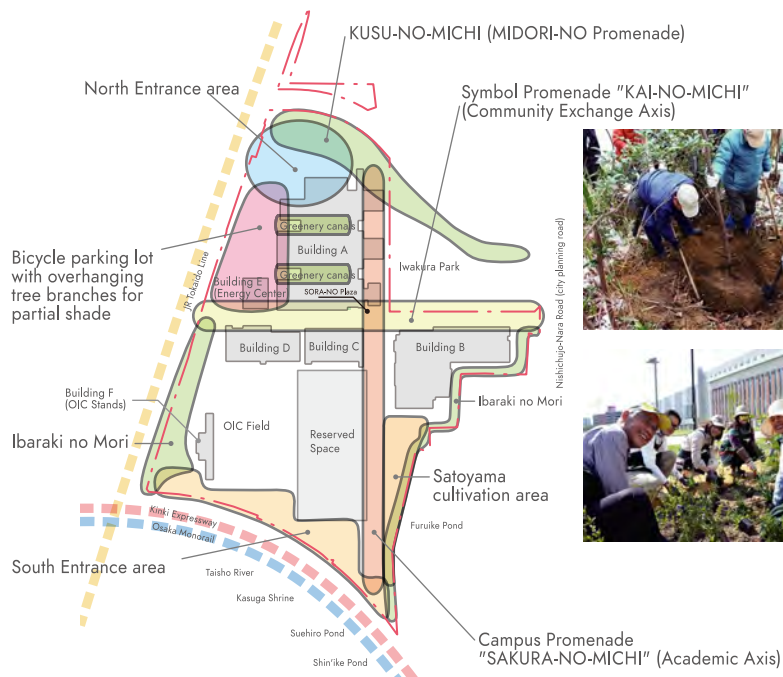 KUSU-NO-MICHI (MIDORI-NO Promenade)
North Entrance area
Symbol Promenade "KAI-NO-MICHI"
(Community Exchange Axis)
Greenery canals
Building A
Bicycle parking lot
with overhanging
tree branches for
partial shade
JR Tokaido Line
Iwakura Park
Nishichujo-Nara Road (city planning road)
Greenery canals
Building E
(Energy Center)
SORA-NO Plaza
Building D
Building C
Building B
Building F
(OIC Stands)
Ibaraki no Mori
OIC Field
Reserved
Space
Ibaraki no Mori
Satoyama
cultivation area
Kinki Expressway
Osaka Monorail
Furuike Pond
South Entrance area
Taisho River
Kasuga Shrine
Suehiro Pond
Shin'ike Pond
Campus Promenade
"SAKURA-NO-MICHI" (Academic Axis)